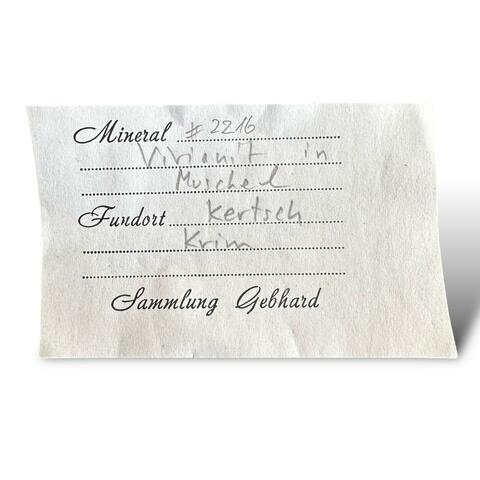 Mineral # 2216
Vivianit in
Muschel
Fundort Kertsch
Krim
Sammlung Gebhard